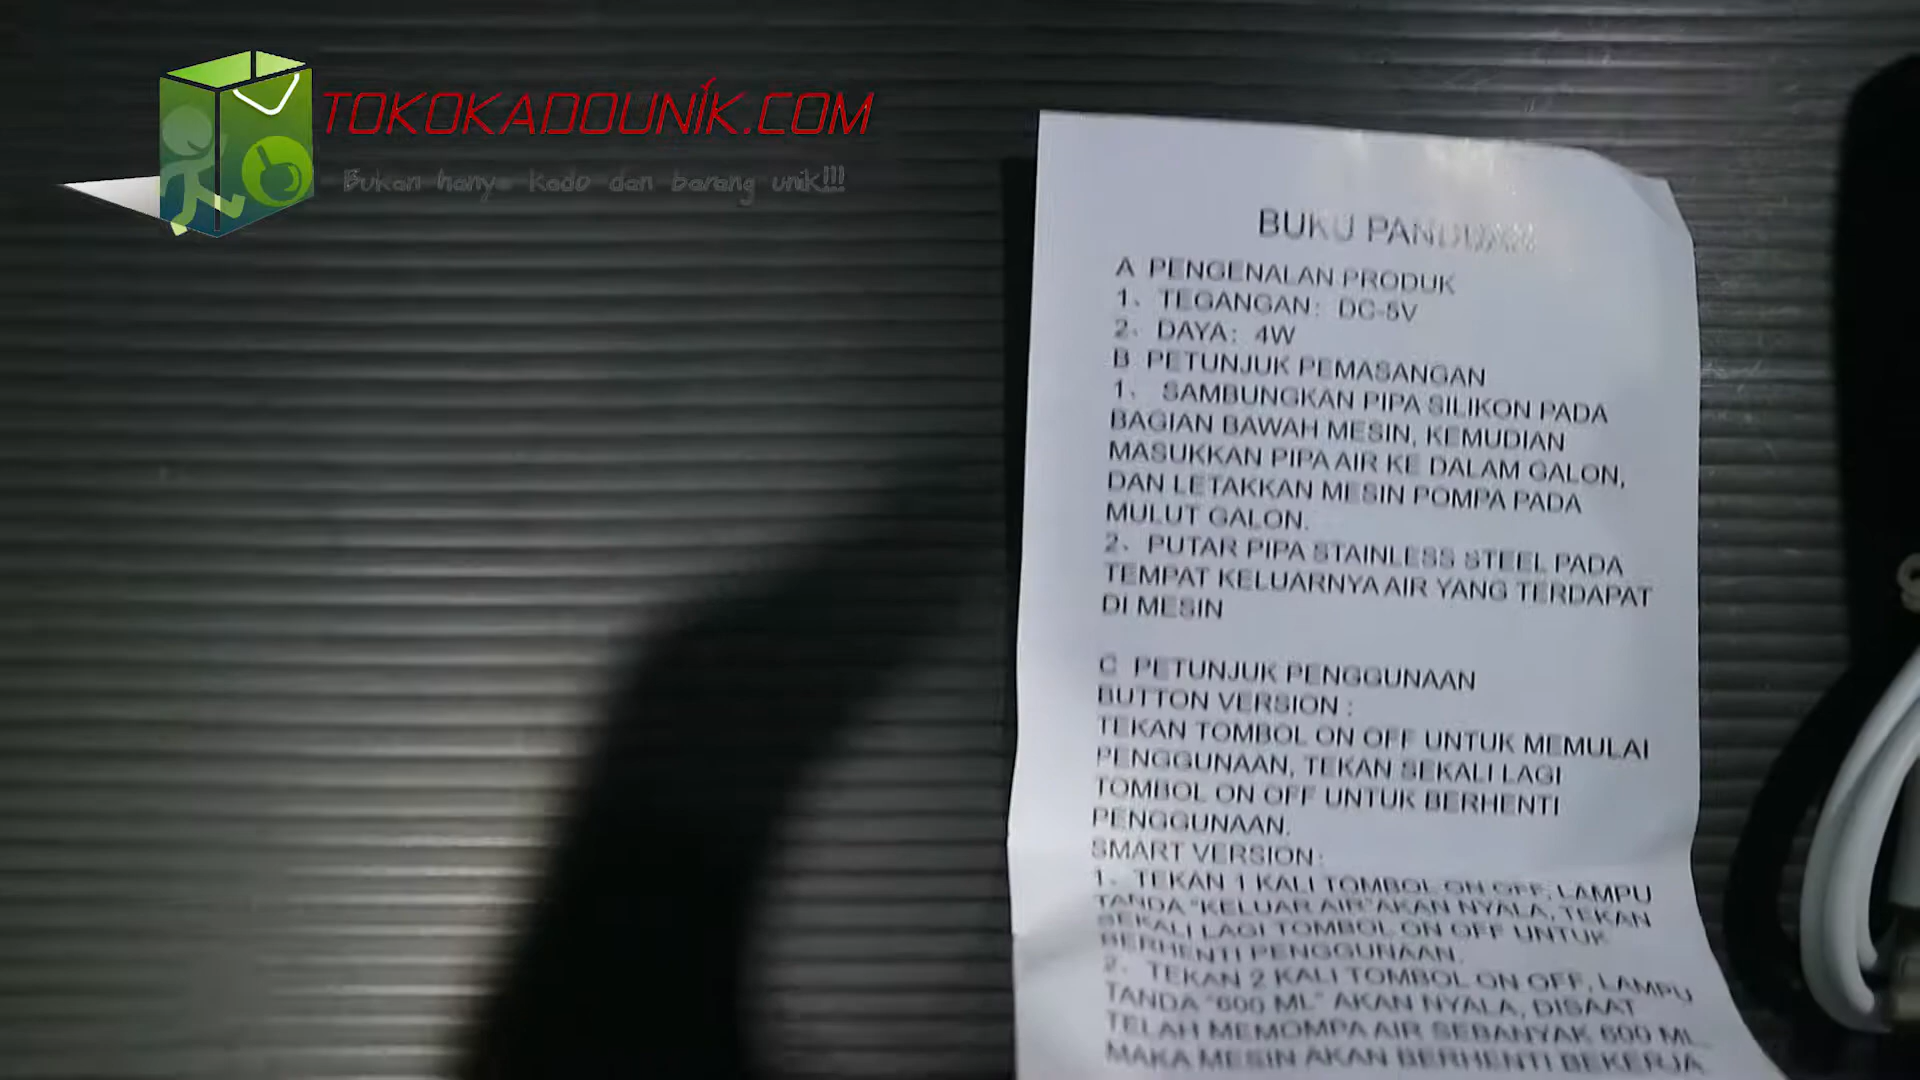 TOKOKADOUNIK.COM
Bukan hanya kado dan barang unik!!!
BUKU PANDUAN
A PENGENALAN PRODUK
1、 TEGANGAN: DC-5V
2、 DAYA: 4W
B PETUNJUK PEMASANGAN
1、 SAMBUNGKAN PIPA SILIKON PADA
BAGIAN BAWAH MESIN, KEMUDIAN
MASUKKAN PIPA AIR KE DALAM GALON,
DAN LETAKKAN MESIN POMPA PADA
MULUT GALON.
2、 PUTAR PIPA STAINLESS STEEL PADA
TEMPAT KELUARNYA AIR YANG TERDAPAT
DI MESIN
C PETUNJUK PENGGUNAAN
BUTTON VERSION :
TEKAN TOMBOL ON OFF UNTUK MEMULAI
PENGGUNAAN, TEKAN SEKALI LAGI
TOMBOL ON OFF UNTUK BERHENTI
PENGGUNAAN.
SMART VERSION:
1、 TEKAN 1 KALI TOMBOL ON OFF, LAMPU
TANDA "KELUAR AIR" AKAN NYALA, TEKAN
SEKALI LAGI TOMBOL ON OFF UNTUK
BERHENTI PENGGUNAAN.
2、 TEKAN 2 KALI TOMBOL ON OFF, LAMPU
TANDA "600 ML" AKAN NYALA, DISAAT
TELAH MEMOMPA AIR SEBANYAK 600 ML
MAKA MESIN AKAN BERHENTI BEKERJA